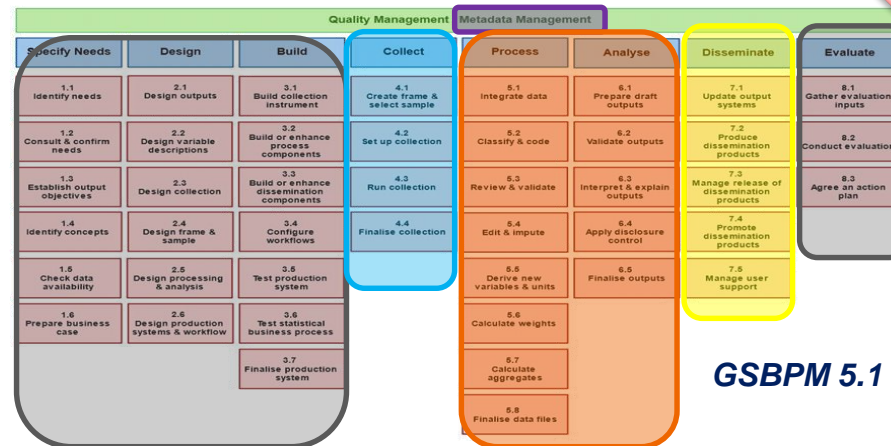 Quality Management Metadata Management
Specify Needs
1.1
Identify needs
1.2
Consult & confirm
needs
1.3
Establish output
objectives
1.4
Identify concepts
1.5
Check data
availability
1.6
Prepare business
case
Design
2.1
Design outputs
2.2
Design variable
descriptions
2.3
Design collection
2.4
Design frame &
sample
2.5
Design processing
& analysis
2.6
Design production
systems & workflow
Build
3.1
Build collection
instrument
3.2
Build or enhance
process
components
3.3
Build or enhance
dissemination
components
3.4
Configure
workflows
3.5
Test production
system
3.6
Test statistical
business process
3.7
Finalise production
system
Collect
4.1
Create frame &
select sample
4.2
Set up collection
4.3
Run collection
4.4
Finalise collection
Process
5.1
Integrate data
5.2
Classify & code
5.3
Review & validate
5.4
Edit & impute
5.5
Derive new
variables & units
5.6
Calculate weights
5.7
Calculate
aggregates
5.8
Finalise data files
Analyse
6.1
Prepare draft
outputs
6.2
Validate outputs
6.3
Interpret & explain
outputs
6.4
Apply disclosure
control
6.5
Finalise outputs
Disseminate
7.1
Update output
systems
7.2
Produce
dissemination
products
7.3
Manage release of
dissemination
products
7.4
Promote
dissemination
products
7.5
Manage user
support
Evaluate
8.1
Gather evaluation
inputs
8.2
Conduct evaluation
8.3
Agree an action
plan
GSBPM 5.1